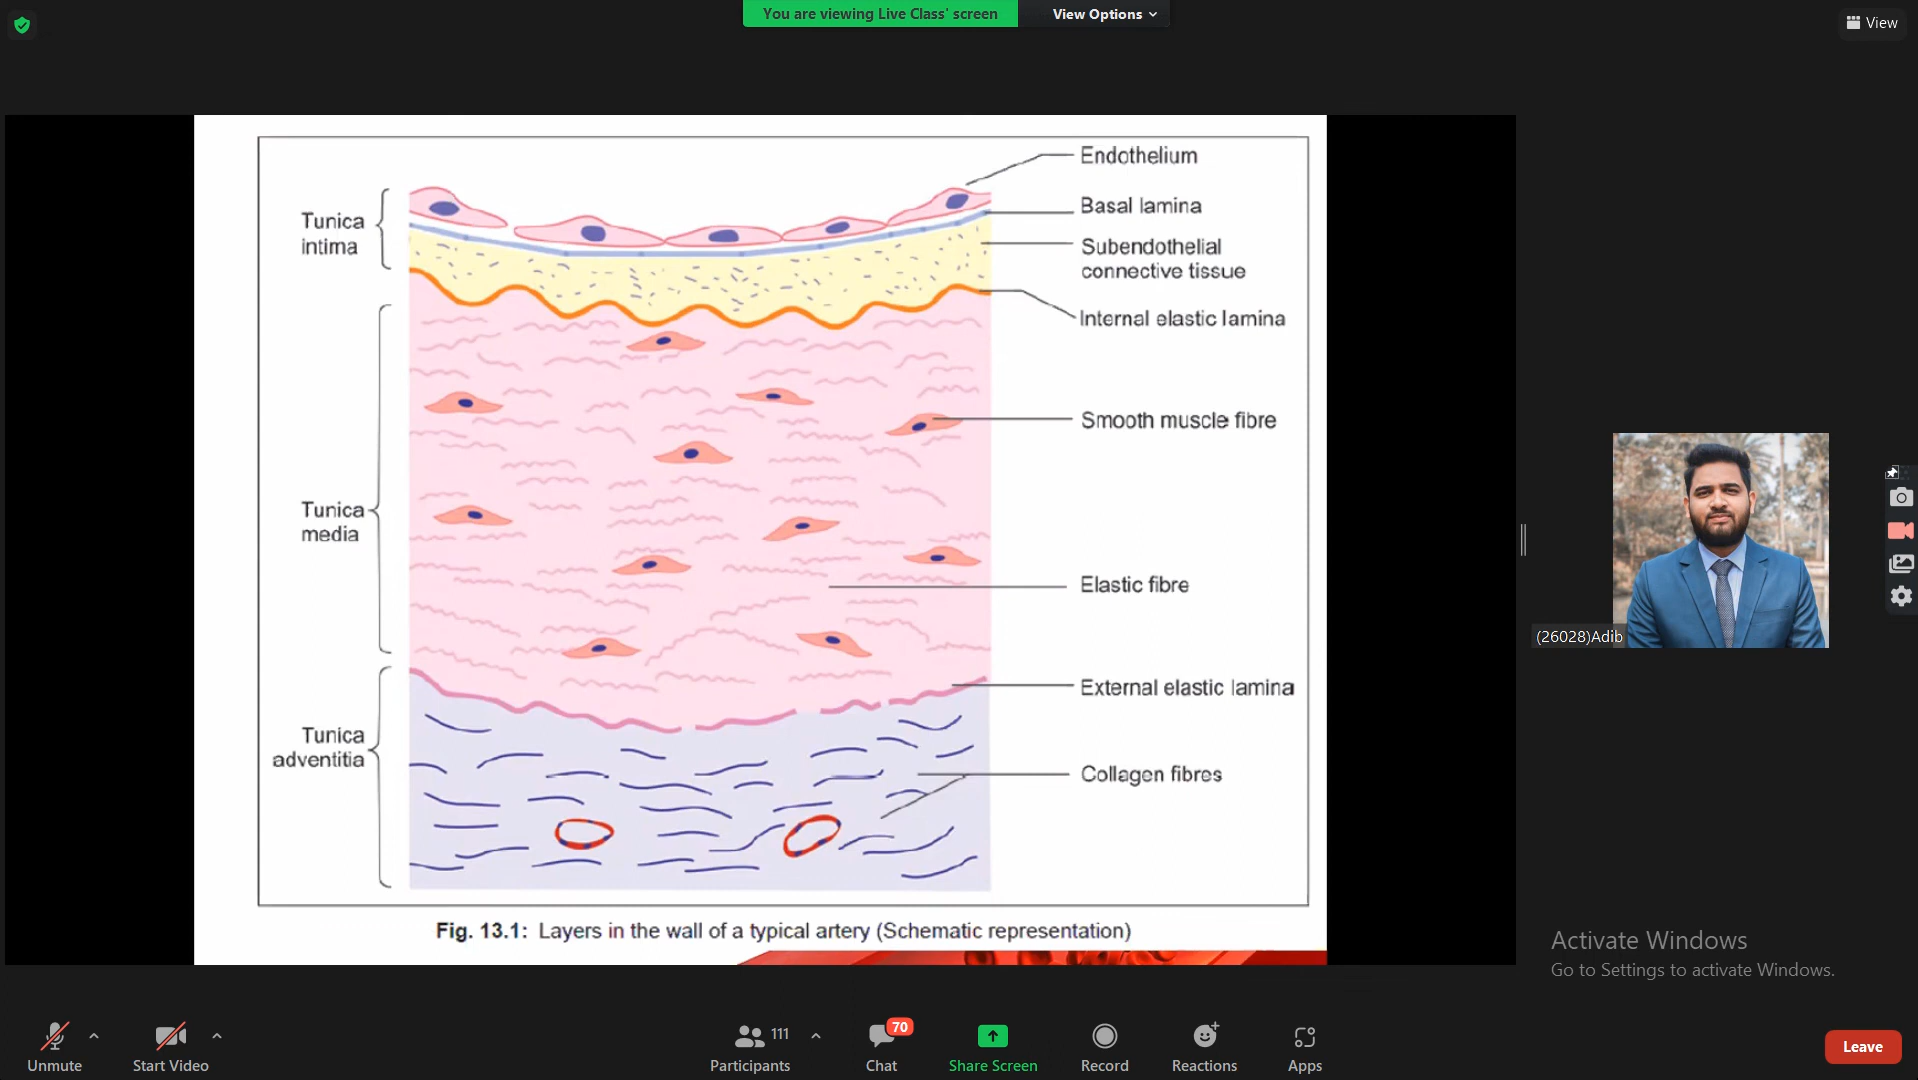 You are viewing Live Class' screen
View Options
View
Endothelium
Basal lamina
Tunica
intima
Subendothelial
connective tissue
Internal elastic lamina
Smooth muscle fibre
Tunica
media
Elastic fibre
External elastic lamina
Tunica
adventitia
Collagen fibres
Fig. 13.1: Layers in the wall of a typical artery (Schematic representation)
(26028)Adib
Activate Windows
Go to Settings to activate Windows.
Unmute
Start Video
111
Participants
70
Chat
Share Screen
Record
Reactions
Apps
Leave